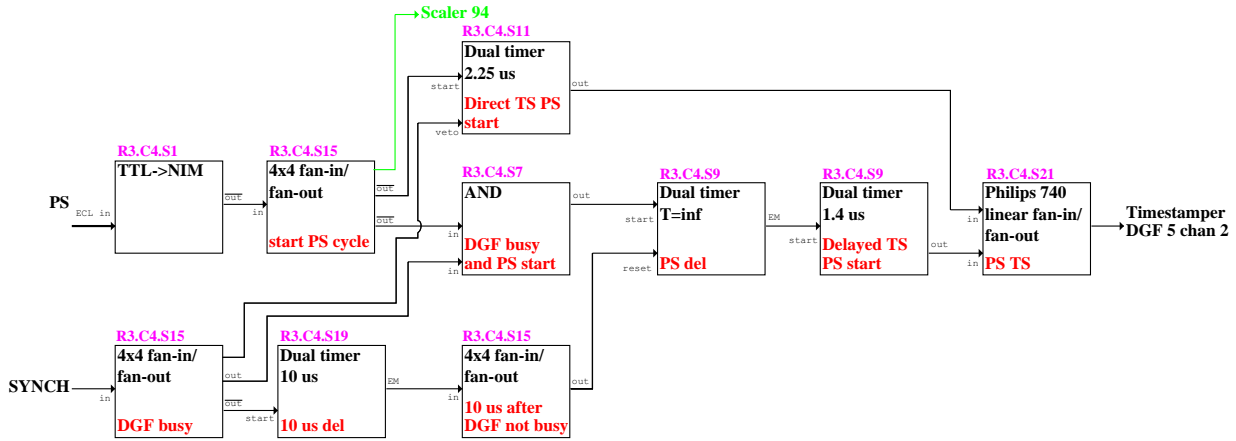 Scaler 94
R3.C4.S11
Dual timer
2.25 us
Direct TS PS
start
start
veto
out
R3.C4.S1
TTL->NIM
PS
ECL in
out
R3.C4.S15
4x4 fan-in/
fan-out
start PS cycle
in
out
out
R3.C4.S7
AND
DGF busy
and PS start
in
in
out
R3.C4.S9
Dual timer
T=inf
PS del
start
reset
EM
R3.C4.S9
Dual timer
1.4 us
Delayed TS
PS start
start
out
R3.C4.S21
Philips 740
linear fan-in/
fan-out
PS TS
in
in
Timestamper
DGF 5 chan 2
R3.C4.S15
4x4 fan-in/
fan-out
DGF busy
SYNCH
in
out
out
R3.C4.S19
Dual timer
10 us
10 us del
start
EM
R3.C4.S15
4x4 fan-in/
fan-out
10 us after
DGF not busy
in
out